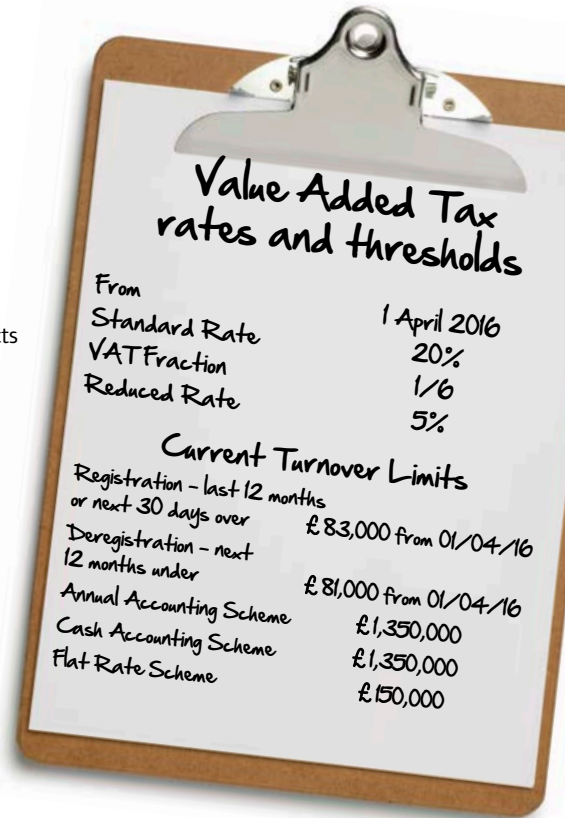 Value Added Tax
rates and thresholds
From 1 April 2016
Standard Rate 20%
VAT Fraction 1/6
Reduced Rate 5%
Current Turnover Limits
Registration – last 12 months
or next 30 days over £83,000 from 01/04/16
Deregistration – next
12 months under £81,000 from 01/04/16
Annual Accounting Scheme £1,350,000
Cash Accounting Scheme £1,350,000
Flat Rate Scheme £150,000